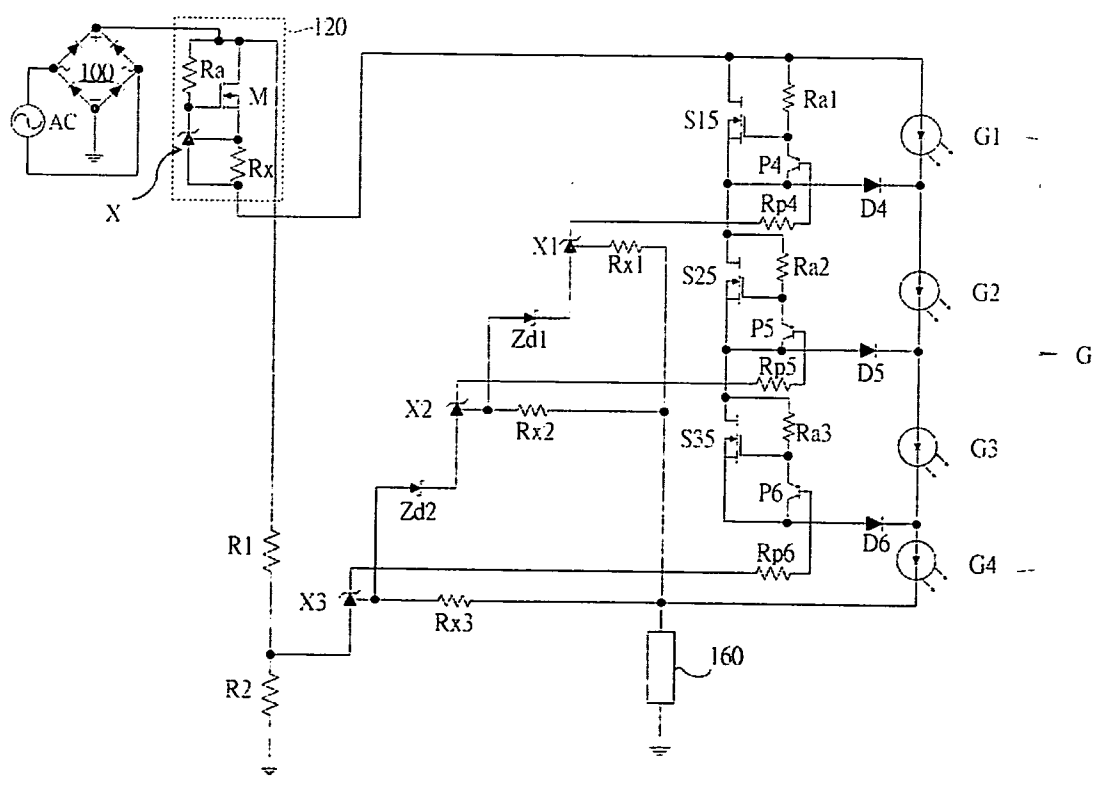 120
100
Ra
M
AC
Rx
X
S15
Ra1
G1
P4
Rp4
D4
X1
Rx1
S25
Ra2
G2
Zd1
P5
Rp5
D5
G
X2
Rx2
S35
Ra3
G3
Zd2
P6
D6
R1
Rp6
G4
X3
Rx3
160
R2